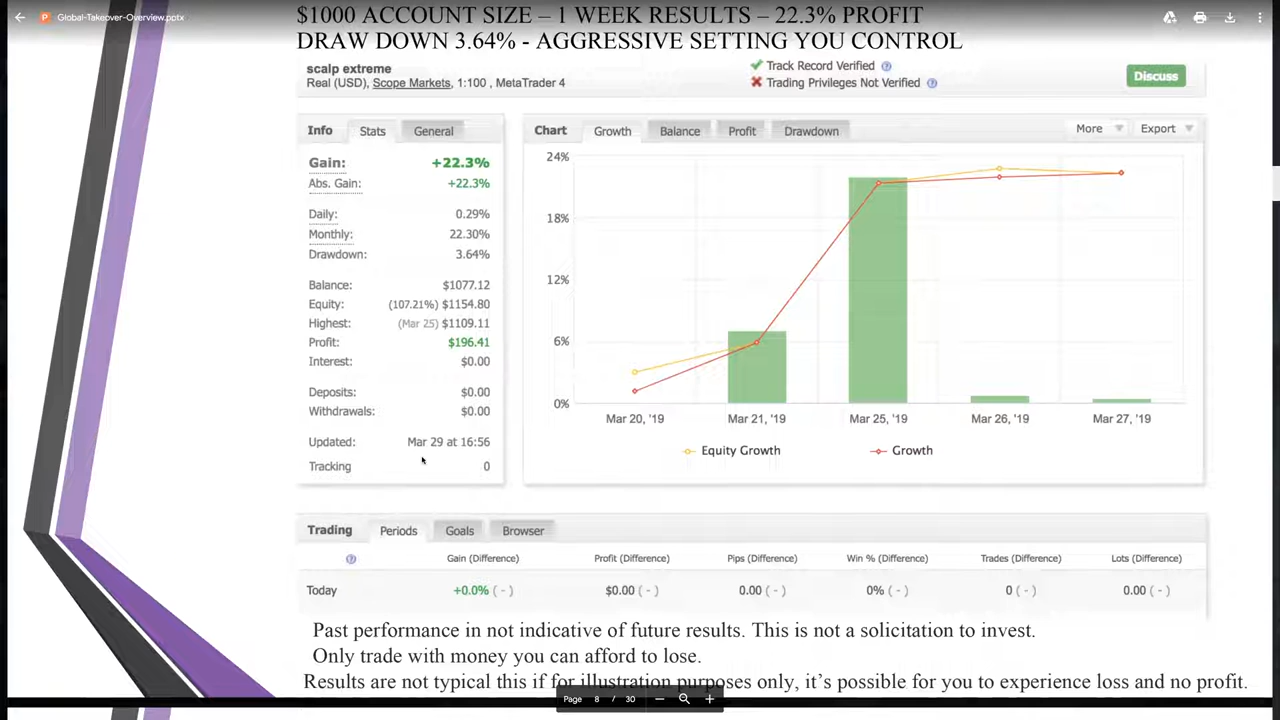 Global-Takeover-Overview.pptx
$1000 ACCOUNT SIZE – 1 WEEK RESULTS – 22.3% PROFIT
DRAW DOWN 3.64% - AGGRESSIVE SETTING YOU CONTROL
scalp extreme
Real (USD), Scope Markets, 1:100 , MetaTrader 4
Track Record Verified
Trading Privileges Not Verified
Discuss
Info Stats General
Gain: +22.3%
Abs. Gain: +22.3%
Daily: 0.29%
Monthly: 22.30%
Drawdown: 3.64%
Balance: $1077.12
Equity: (107.21%) $1154.80
Highest: (Mar 25) $1109.11
Profit: $196.41
Interest: $0.00
Deposits: $0.00
Withdrawals: $0.00
Updated: Mar 29 at 16:56
Tracking 0
Chart Growth Balance Profit Drawdown More Export
24%
18%
12%
6%
0%
Mar 20, '19 Mar 21, '19 Mar 25, '19 Mar 26, '19 Mar 27, '19
Equity Growth Growth
Trading Periods Goals Browser
Gain (Difference) Profit (Difference) Pips (Difference) Win % (Difference) Trades (Difference) Lots (Difference)
Today +0.0% ( - ) $0.00 ( - ) 0.00 ( - ) 0% ( - ) 0 ( - ) 0.00 ( - )
Past performance in not indicative of future results. This is not a solicitation to invest.
Only trade with money you can afford to lose.
Results are not typical this if for illustration purposes only, it's possible for you to experience loss and no profit.
Page 8 / 30